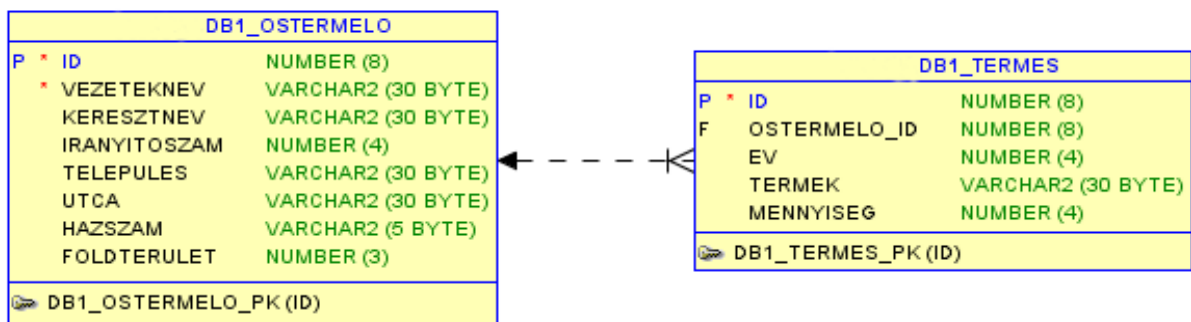 DB1_OSTERMELO
P * ID NUMBER (8)
* VEZETEKNEV VARCHAR2 (30 BYTE)
KERESZTNEV VARCHAR2 (30 BYTE)
IRANYITOSZAM NUMBER (4)
TELEPULES VARCHAR2 (30 BYTE)
UTCA VARCHAR2 (30 BYTE)
HAZSZAM VARCHAR2 (5 BYTE)
FOLDTERULET NUMBER (3)
DB1_OSTERMELO_PK (ID)
DB1_TERMES
P * ID NUMBER (8)
F OSTERMELO_ID NUMBER (8)
EV NUMBER (4)
TERMEK VARCHAR2 (30 BYTE)
MENNYISEG NUMBER (4)
DB1_TERMES_PK (ID)